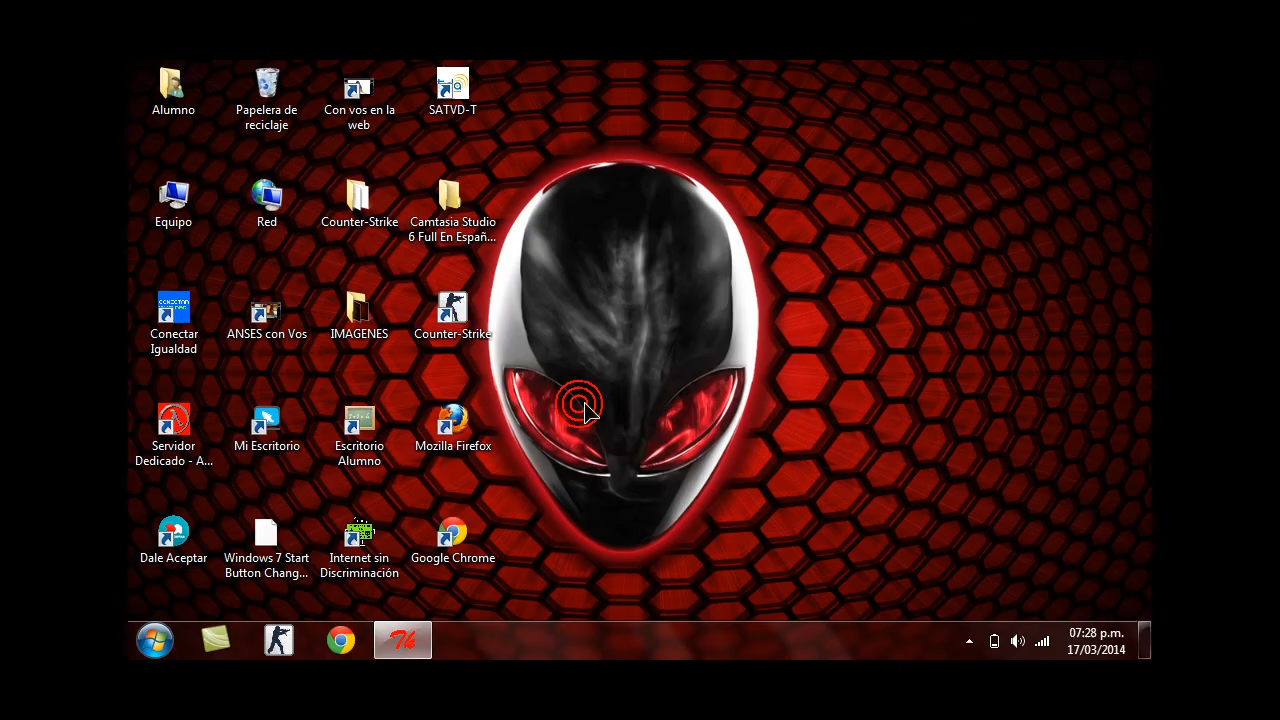 Alumno
Papelera de
reciclaje
Con vos en la
web
SATVD-T
Equipo
Red
Counter-Strike
Camtasia Studio
6 Full En Españ...
CONECTAR
Conectar
Igualdad
ANSES con Vos
IMAGENES
Counter-Strike
Servidor
Dedicado - A...
Mi Escritorio
Escritorio
Alumno
Mozilla Firefox
Dale Aceptar
Windows 7 Start
Button Chang...
Internet sin
Discriminación
Google Chrome
07:28 p.m.
17/03/2014